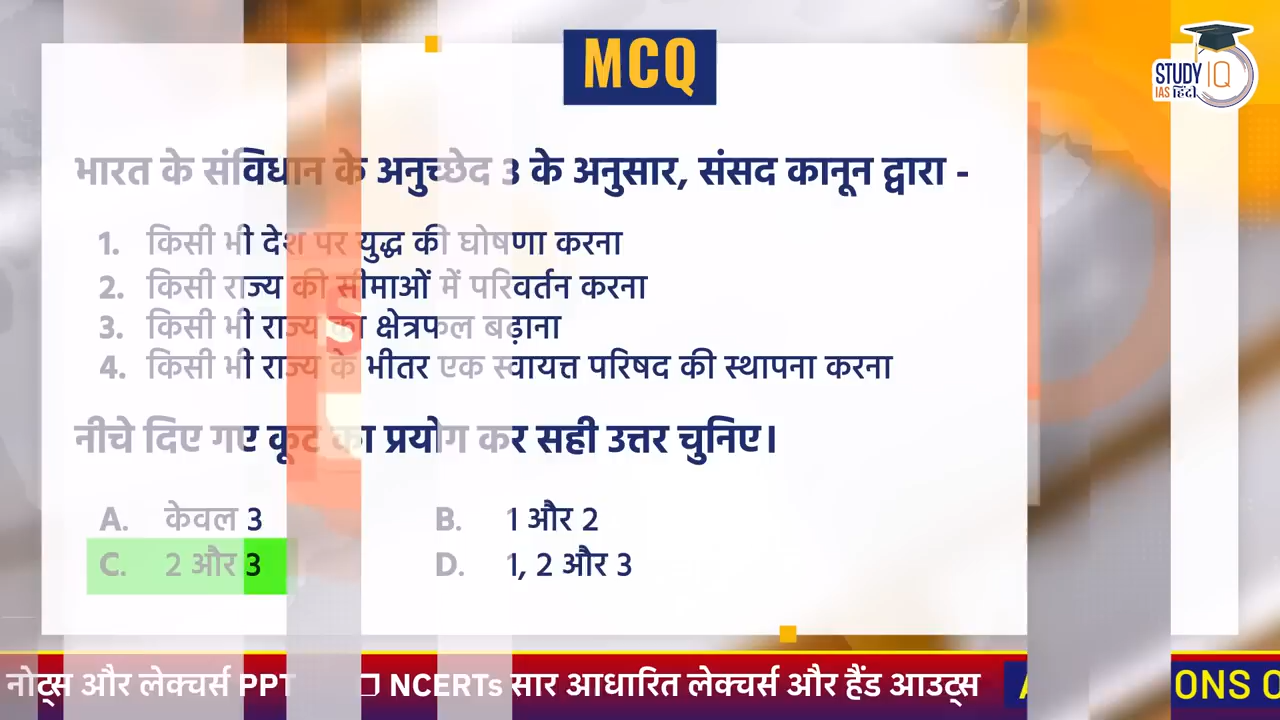 MCQ
STUDY IQ
IAS हिंदी
भारत के संविधान के अनुच्छेद 3 के अनुसार, संसद कानून द्वारा -
1. किसी भी देश पर युद्ध की घोषणा करना
2. किसी राज्य की सीमाओं में परिवर्तन करना
3. किसी भी राज्य का क्षेत्रफल बढ़ाना
4. किसी भी राज्य के भीतर एक स्वायत्त परिषद की स्थापना करना
नीचे दिए गए कूट का प्रयोग कर सही उत्तर चुनिए।
A. केवल 3 B. 1 और 2
C. 2 और 3 D. 1, 2 और 3
नोट्स और लेक्चर्स PPT ❐ NCERTs सार आधारित लेक्चर्स और हैंड आउट्स